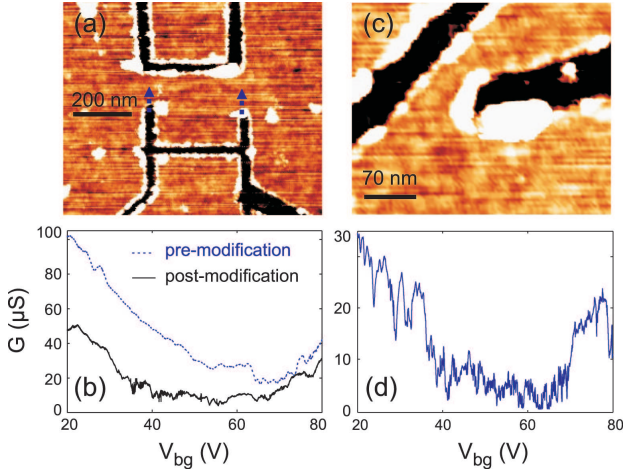 (a)
200 nm
(c)
70 nm
G (μS)
100
80
60
40
20
0
pre-modification
post-modification
(b)
20
40
60
80
V_bg (V)
30
20
10
0
(d)
20
40
60
80
V_bg (V)